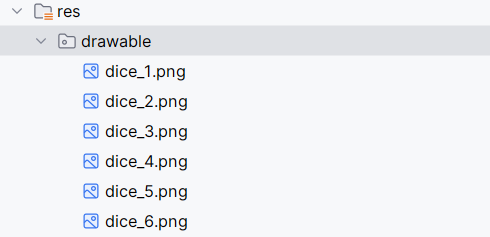 res
drawable
dice_1.png
dice_2.png
dice_3.png
dice_4.png
dice_5.png
dice_6.png